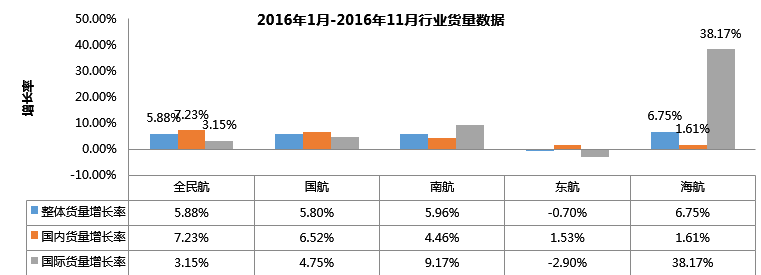 2016年1月-2016年11月行业货量数据
增长率
50.00%
40.00%
30.00%
20.00%
10.00%
0.00%
-10.00%
5.88%
7.23%
3.15%
6.75%
1.61%
38.17%
全民航 国航 南航 东航 海航
整体货量增长率 5.88% 5.80% 5.96% -0.70% 6.75%
国内货量增长率 7.23% 6.52% 4.46% 1.53% 1.61%
国际货量增长率 3.15% 4.75% 9.17% -2.90% 38.17%